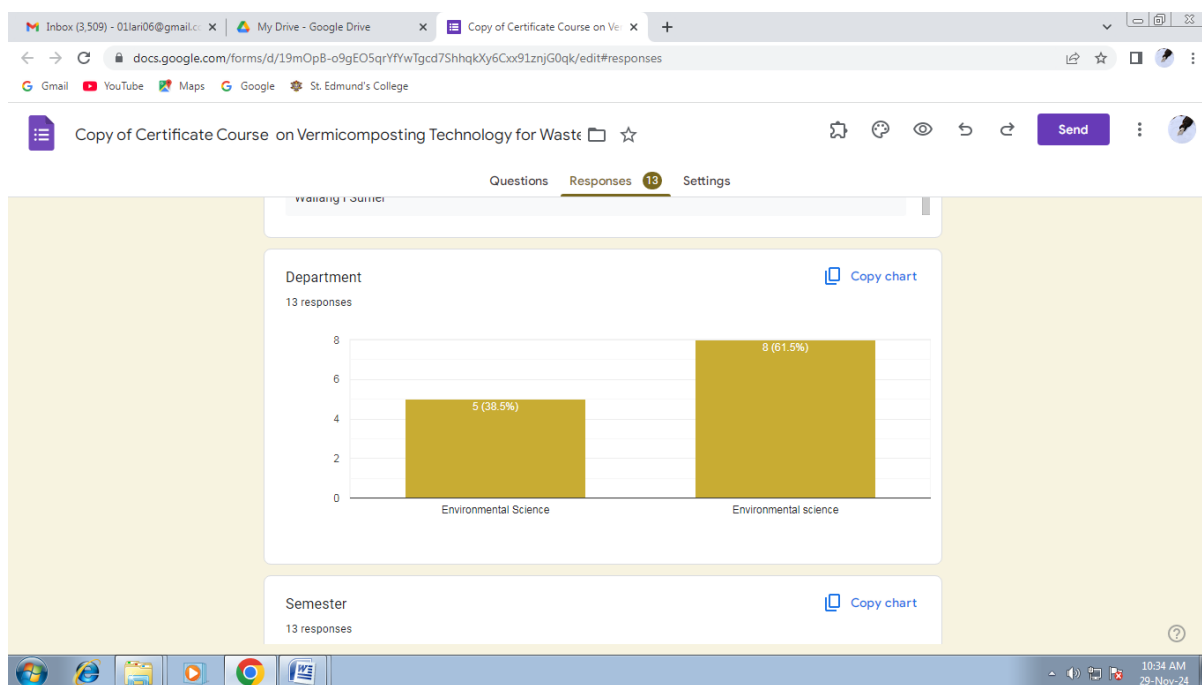 Inbox (3,509) - 01lari06@gmail.cc
My Drive - Google Drive
Copy of Certificate Course on Ver
docs.google.com/forms/d/19mOpB-o9gEO5qrYfYwTgcd7ShhqkXy6Cxx91znjG0qk/edit#responses
Gmail YouTube Maps Google St. Edmund's College
Copy of Certificate Course on Vermicomposting Technology for Waste
Send
Questions Responses 13 Settings
Department
Copy chart
13 responses
8
8 (61.5%)
6
5 (38.5%)
4
2
0
Environmental Science Environmental science
Semester
Copy chart
13 responses
10:34 AM
29-Nov-24